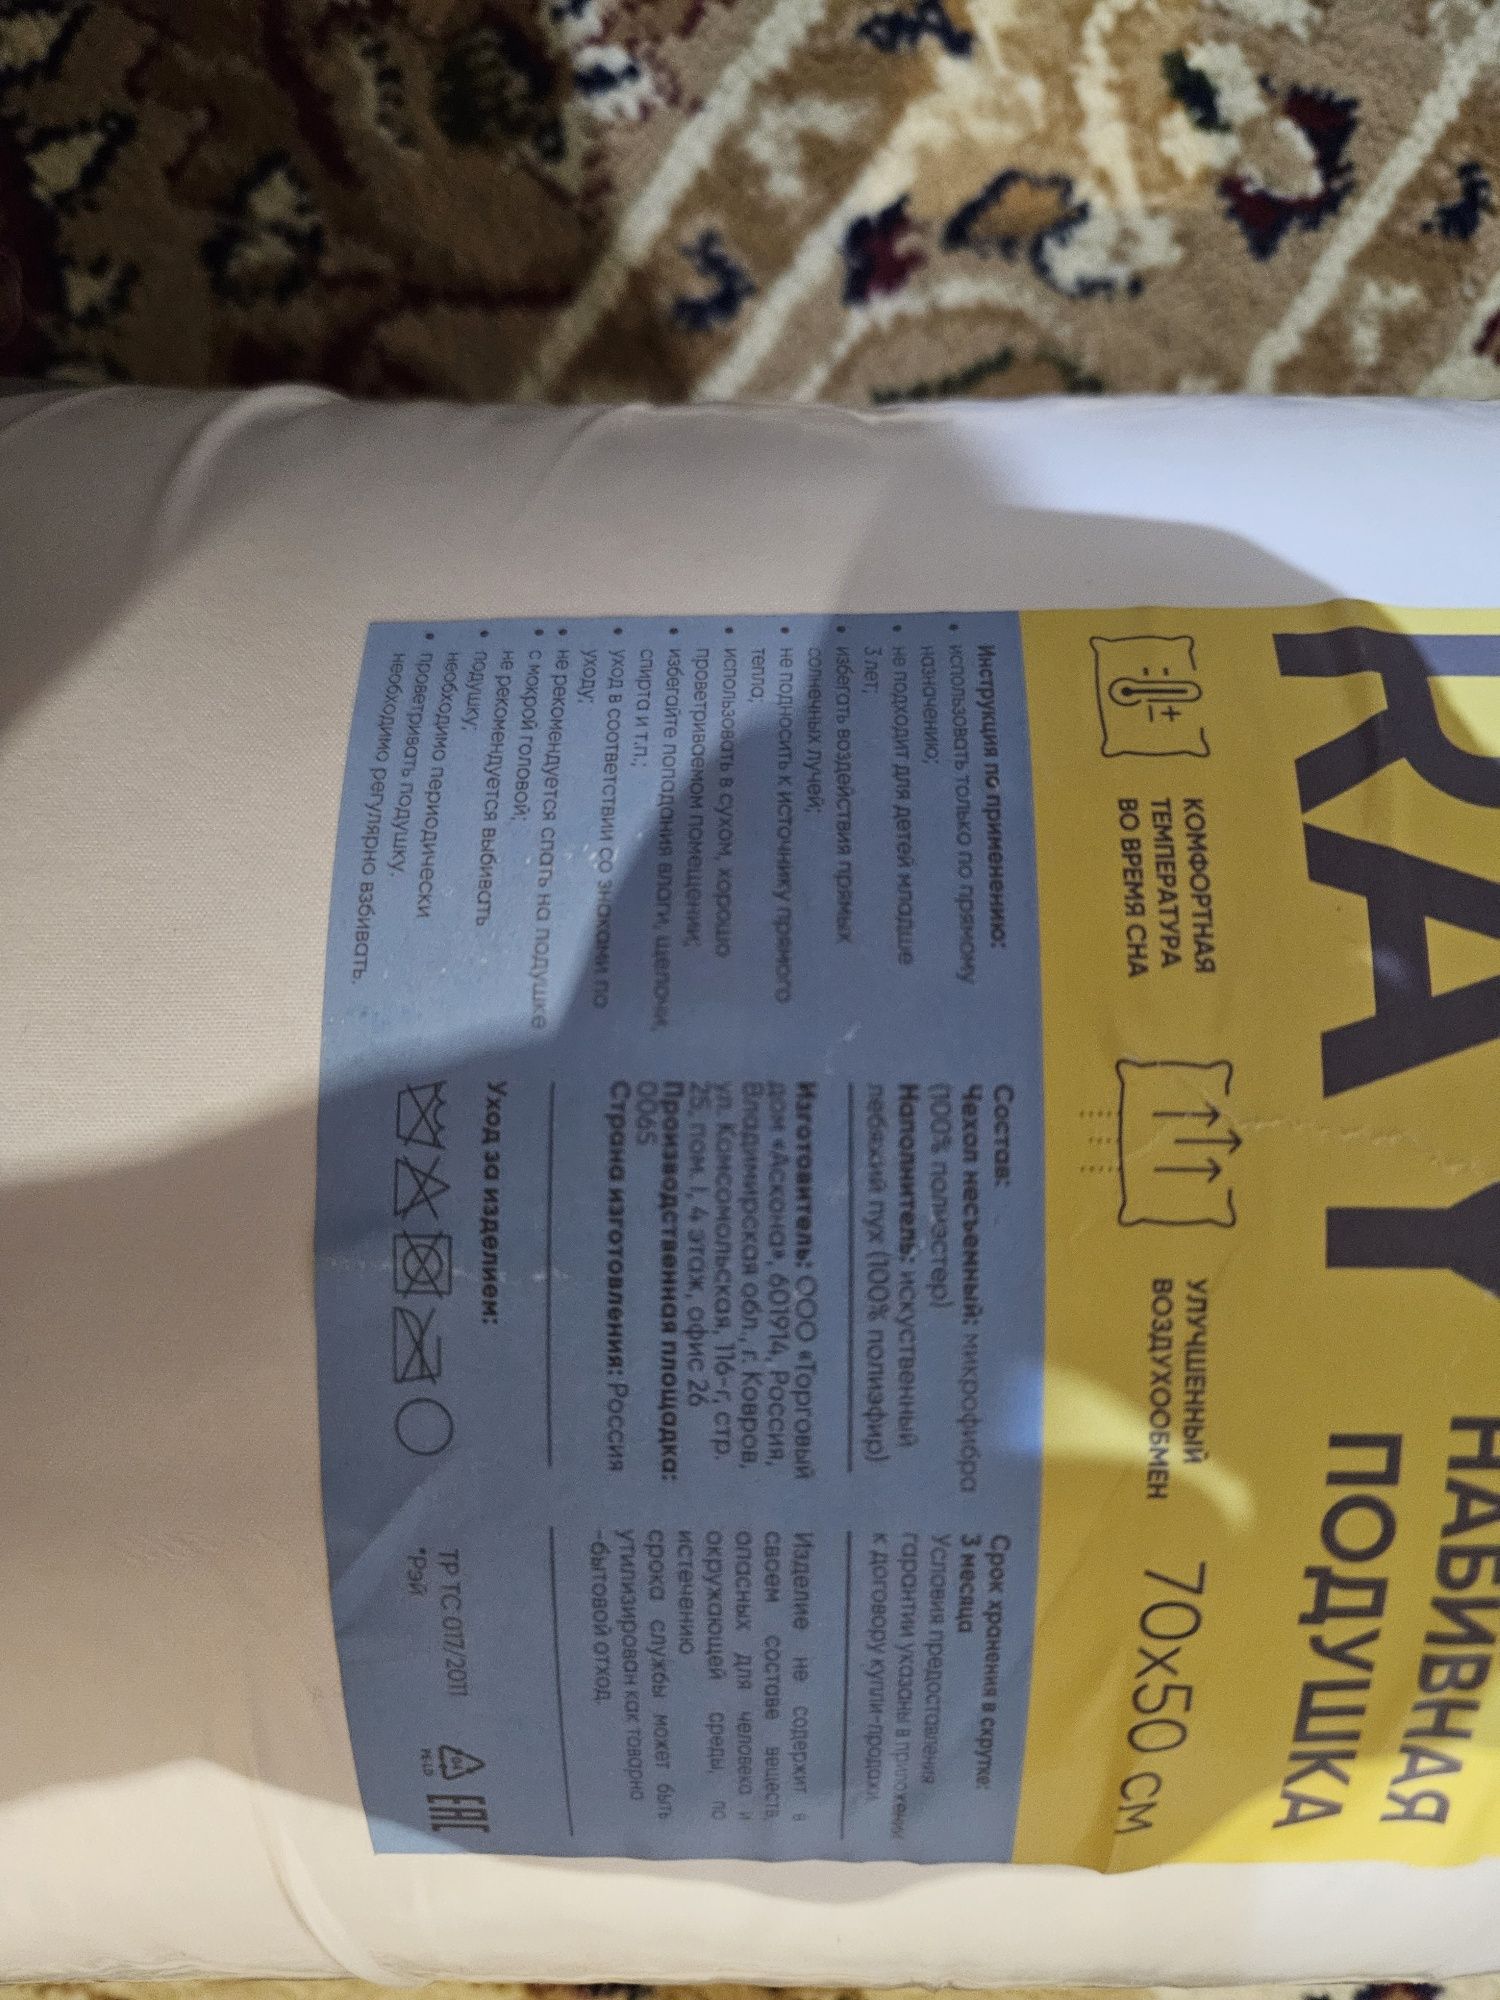 RAY
НАБИВНАЯ
ПОДУШКА
КОМФОРТНАЯ
ТЕМПЕРАТУРА
ВО ВРЕМЯ СНА
УЛУЧШЕННЫЙ
ВОЗДУХООБМЕН
70х50 см
Инструкция по применению:
• использовать только по прямому
назначению;
• не подходит для детей младше
3 лет;
• избегать воздействия прямых
солнечных лучей;
• не подносить к источнику прямого
тепла;
• использовать в сухом, хорошо
проветриваемом помещении;
• избегайте попадания влаги, щелочи,
спирта и т.п.;
• уход в соответствии со знаками по
уходу;
• не рекомендуется спать на подушке
• с мокрой головой;
не рекомендуется выбивать
• подушку;
необходимо периодически
• проветривать подушку.
необходимо регулярно взбивать.
Состав:
Чехол несъемный: микрофибра
(100% полиэстер)
Наполнитель: искуственный
лебяжий пух (100% полиэфир)
Изготовитель: ООО «Торговый
дом «Аскона», 601914, Россия,
Владимирская обл., г. Ковров,
ул. Комсомольская, 116-г, стр.
25, пом. I, 4 этаж, офис 26
Производственная площадка:
0065
Страна изготовления: Россия
Уход за изделием:
Срок хранения в скрутке:
3 месяца
Условия предоставления
гарантии указаны в приложении
к договору купли-продажи
Изделие не содержит в
своем составе веществ,
опасных для человека и
окружающей среды, по
истечению
срока службы может быть
утилизирован как товарно
-бытовой отход.
ТР ТС 017/2011
*Рэй
04
PE-LD
EAC